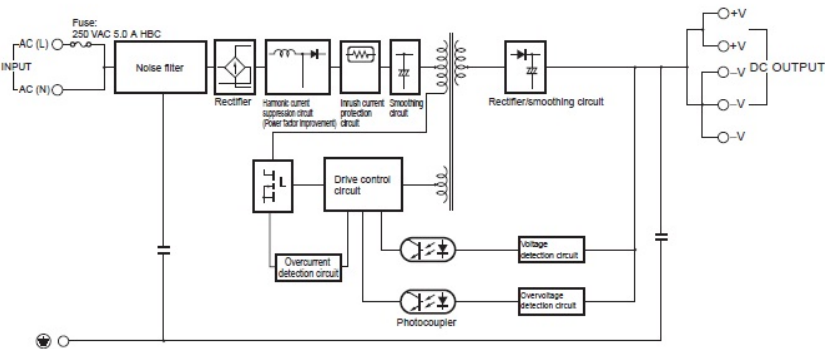 Fuse:
250 VAC 5.0 A HBC
AC (L)
INPUT
AC (N)
Noise filter
Rectifier
Harmonic current
suppression circuit
(Power factor improvement)
Inrush current
protection
circuit
Smoothing
circuit
Rectifier/smoothing circuit
+V
+V
–V
DC OUTPUT
–V
–V
Drive control
circuit
Overcurrent
detection circuit
Voltage
detection circuit
Overvoltage
detection circuit
Photocoupler